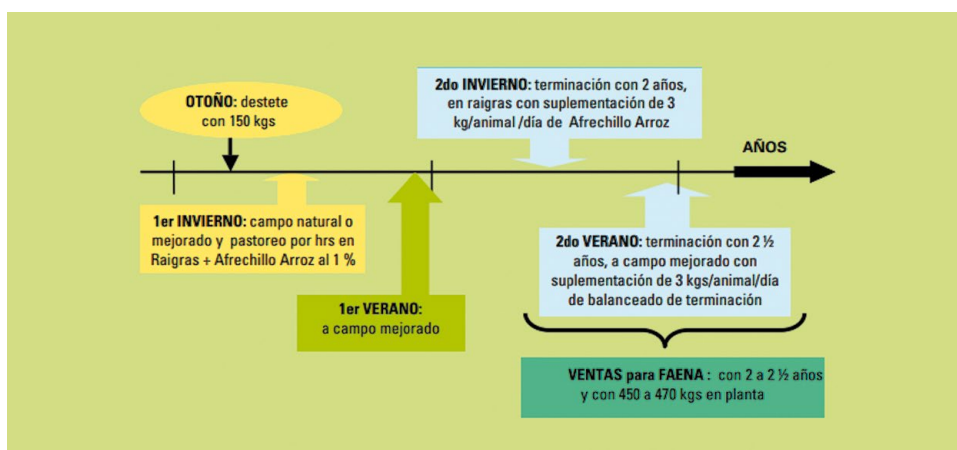 OTOÑO: destete
con 150 kgs
2do INVIERNO: terminación con 2 años,
en raigras con suplementación de 3
kg/animal /día de Afrechillo Arroz
AÑOS
1er INVIERNO: campo natural o
mejorado y pastoreo por hrs en
Raigras + Afrechillo Arroz al 1 %
1er VERANO:
a campo mejorado
2do VERANO: terminación con 2 ½
años, a campo mejorado con
suplementación de 3 kgs/animal/día
de balanceado de terminación
VENTAS para FAENA : con 2 a 2 ½ años
y con 450 a 470 kgs en planta